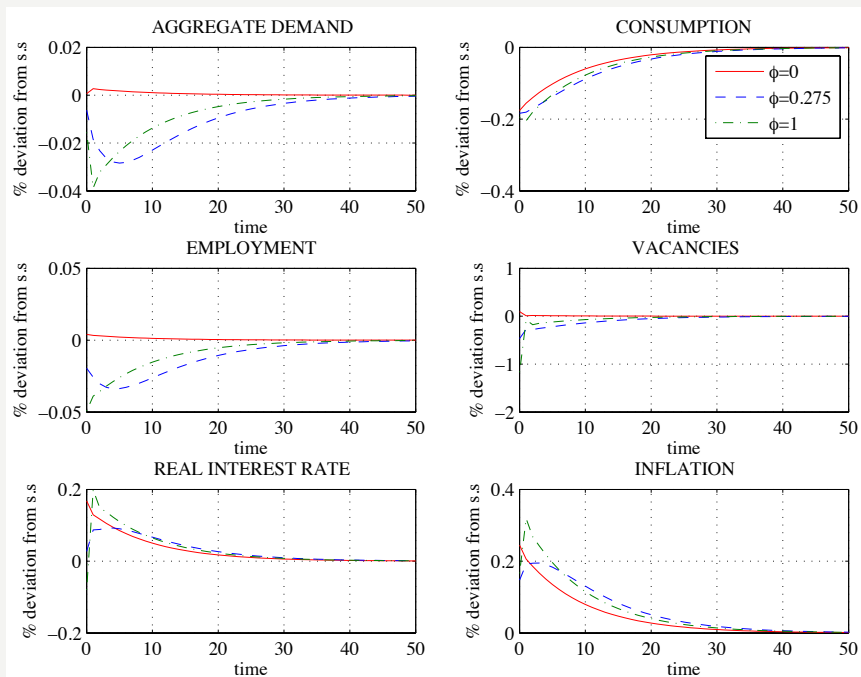 AGGREGATE DEMAND
% deviation from s.s
0.02
0
−0.02
−0.04
0 10 20 30 40 50
time
CONSUMPTION
% deviation from s.s
0
−0.2
−0.4
0 10 20 30 40 50
time
ϕ=0
ϕ=0.275
ϕ=1
EMPLOYMENT
% deviation from s.s
0.05
0
−0.05
0 10 20 30 40 50
time
VACANCIES
% deviation from s.s
1
0
−1
−2
0 10 20 30 40 50
time
REAL INTEREST RATE
% deviation from s.s
0.2
0
−0.2
0 10 20 30 40 50
time
INFLATION
% deviation from s.s
0.4
0.2
0
0 10 20 30 40 50
time